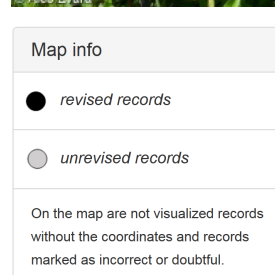 Map info
revised records
unrevised records
On the map are not visualized records
without the coordinates and records
marked as incorrect or doubtful.